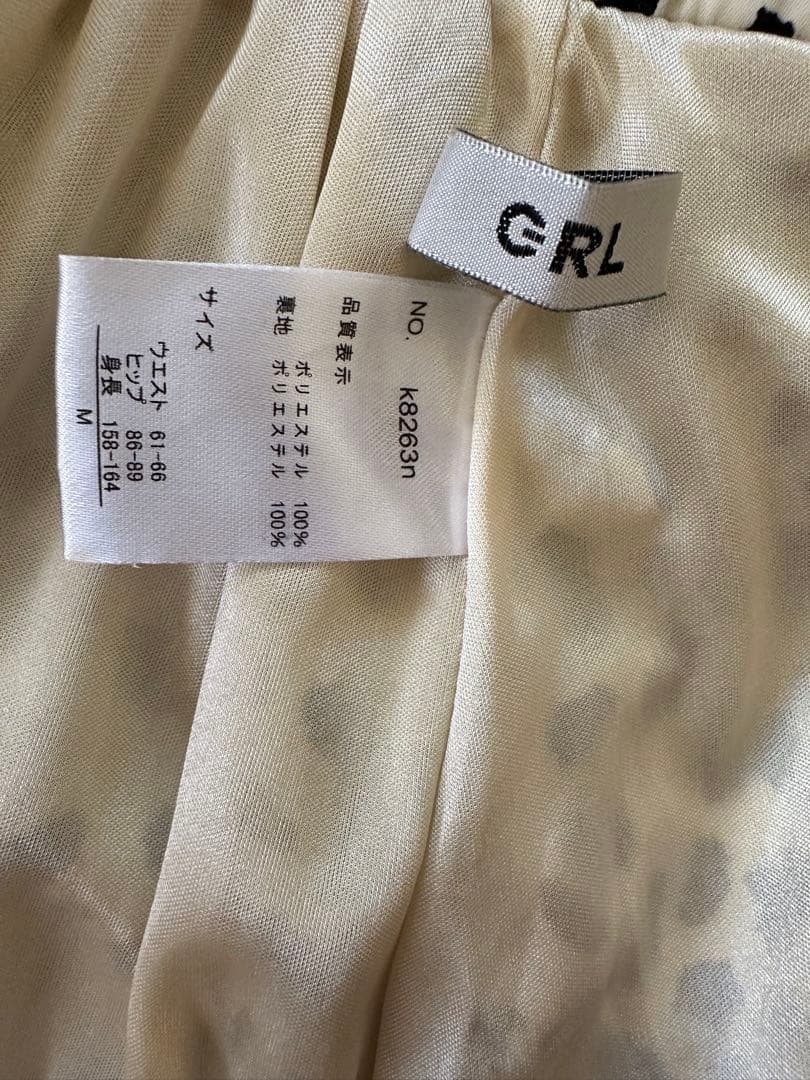 GRL
NO. k8263n
品質表示
ポリエステル 100%
裏地 ポリエステル 100%
サイズ
ウエスト 61-66
ヒップ 86-89
身長 158-164
M